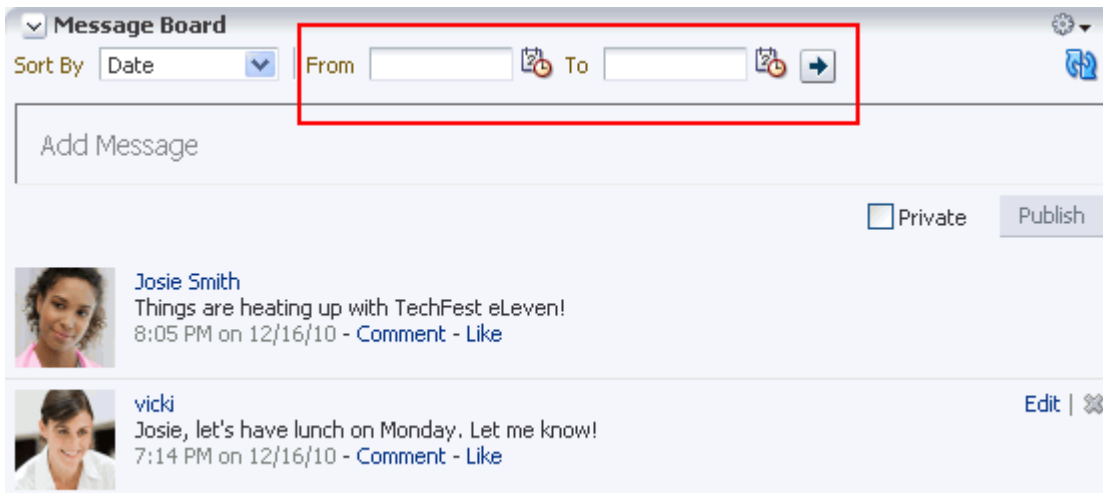 Message Board
Sort By Date From To
Add Message
Private Publish
Josie Smith
Things are heating up with TechFest eLeven!
8:05 PM on 12/16/10 - Comment - Like
vicki Edit |
Josie, let's have lunch on Monday. Let me know!
7:14 PM on 12/16/10 - Comment - Like